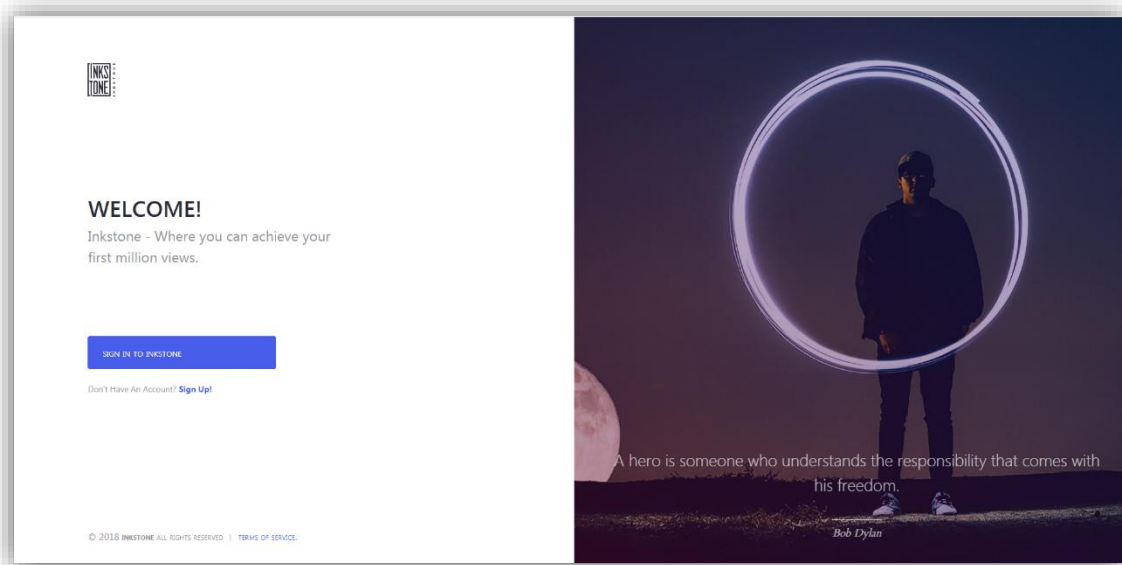 INKS
TONE
WELCOME!
Inkstone - Where you can achieve your
first million views.
SIGN IN TO INKSTONE
Don't Have An Account? Sign Up!
© 2018 INKSTONE ALL RIGHTS RESERVED | TERMS OF SERVICE.
A hero is someone who understands the responsibility that comes with
his freedom.
Bob Dylan